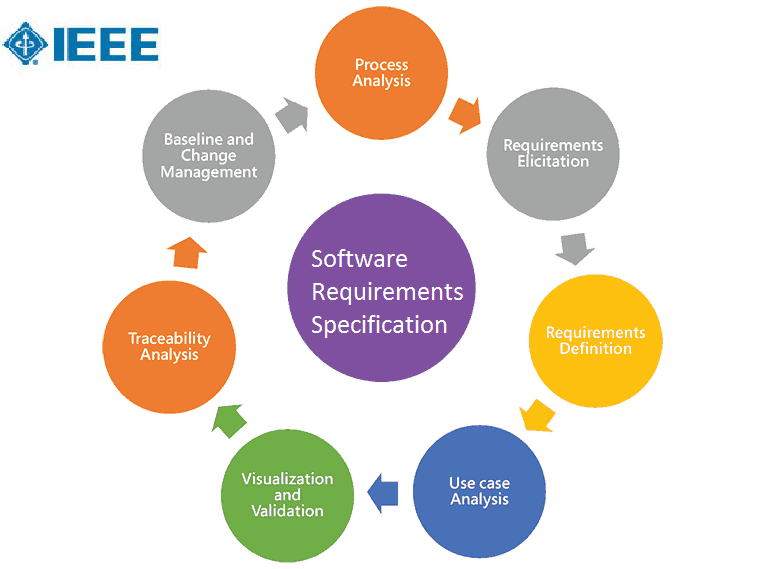 IEEE
Process
Analysis
Requirements
Elicitation
Requirements
Definition
Use case
Analysis
Visualization
and
Validation
Traceability
Analysis
Baseline and
Change
Management
Software
Requirements
Specification